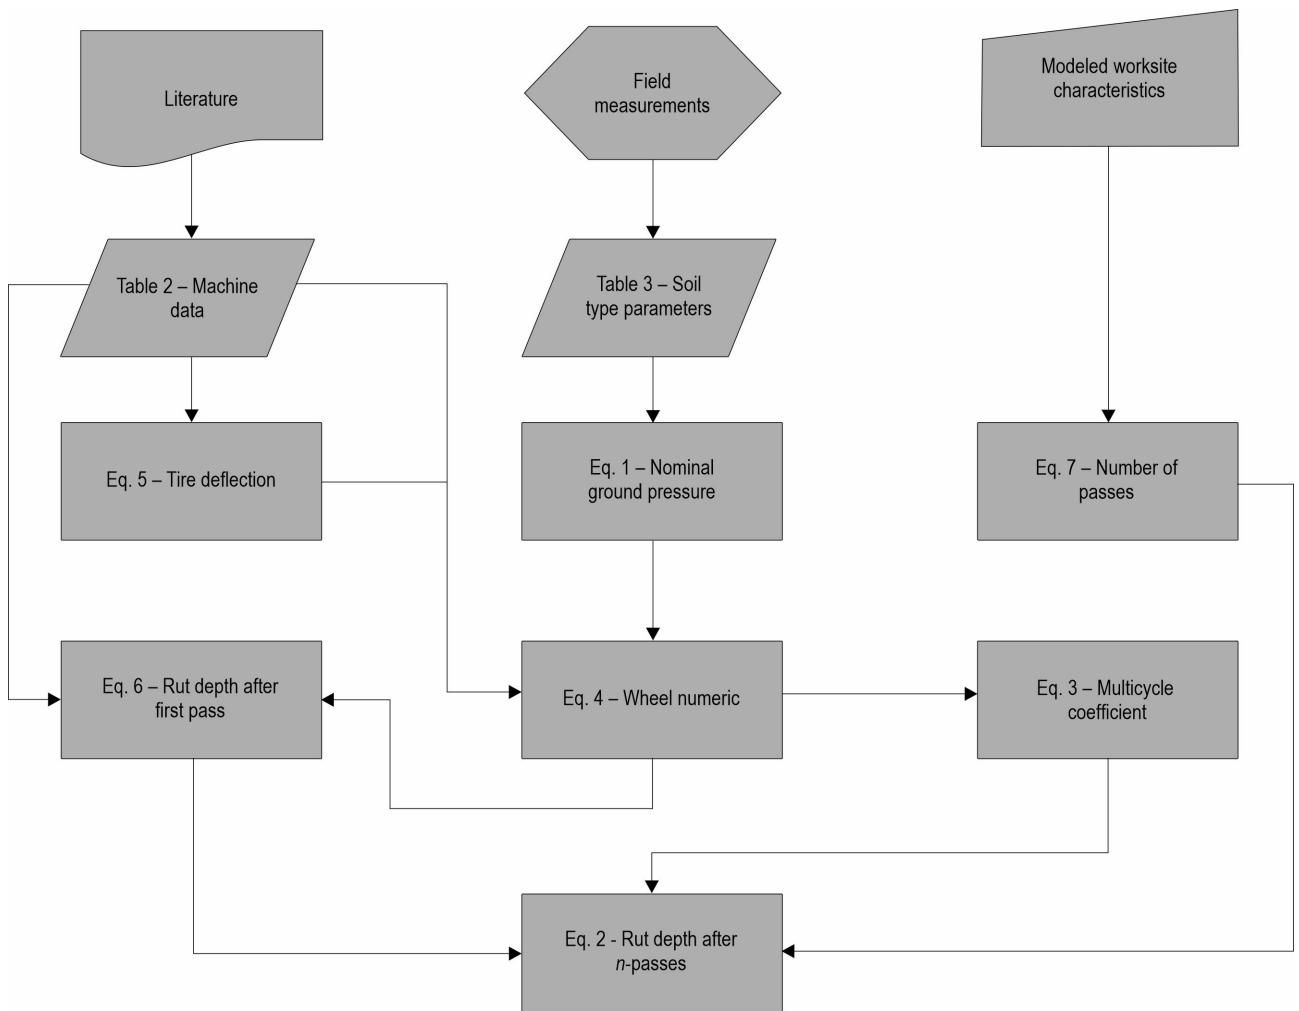 Literature
Field
measurements
Modeled worksite
characteristics
Table 2 – Machine
data
Table 3 – Soil
type parameters
Eq. 5 – Tire deflection
Eq. 1 – Nominal
ground pressure
Eq. 7 – Number of
passes
Eq. 6 – Rut depth after
first pass
Eq. 4 – Wheel numeric
Eq. 3 – Multicycle
coefficient
Eq. 2 - Rut depth after
n-passes